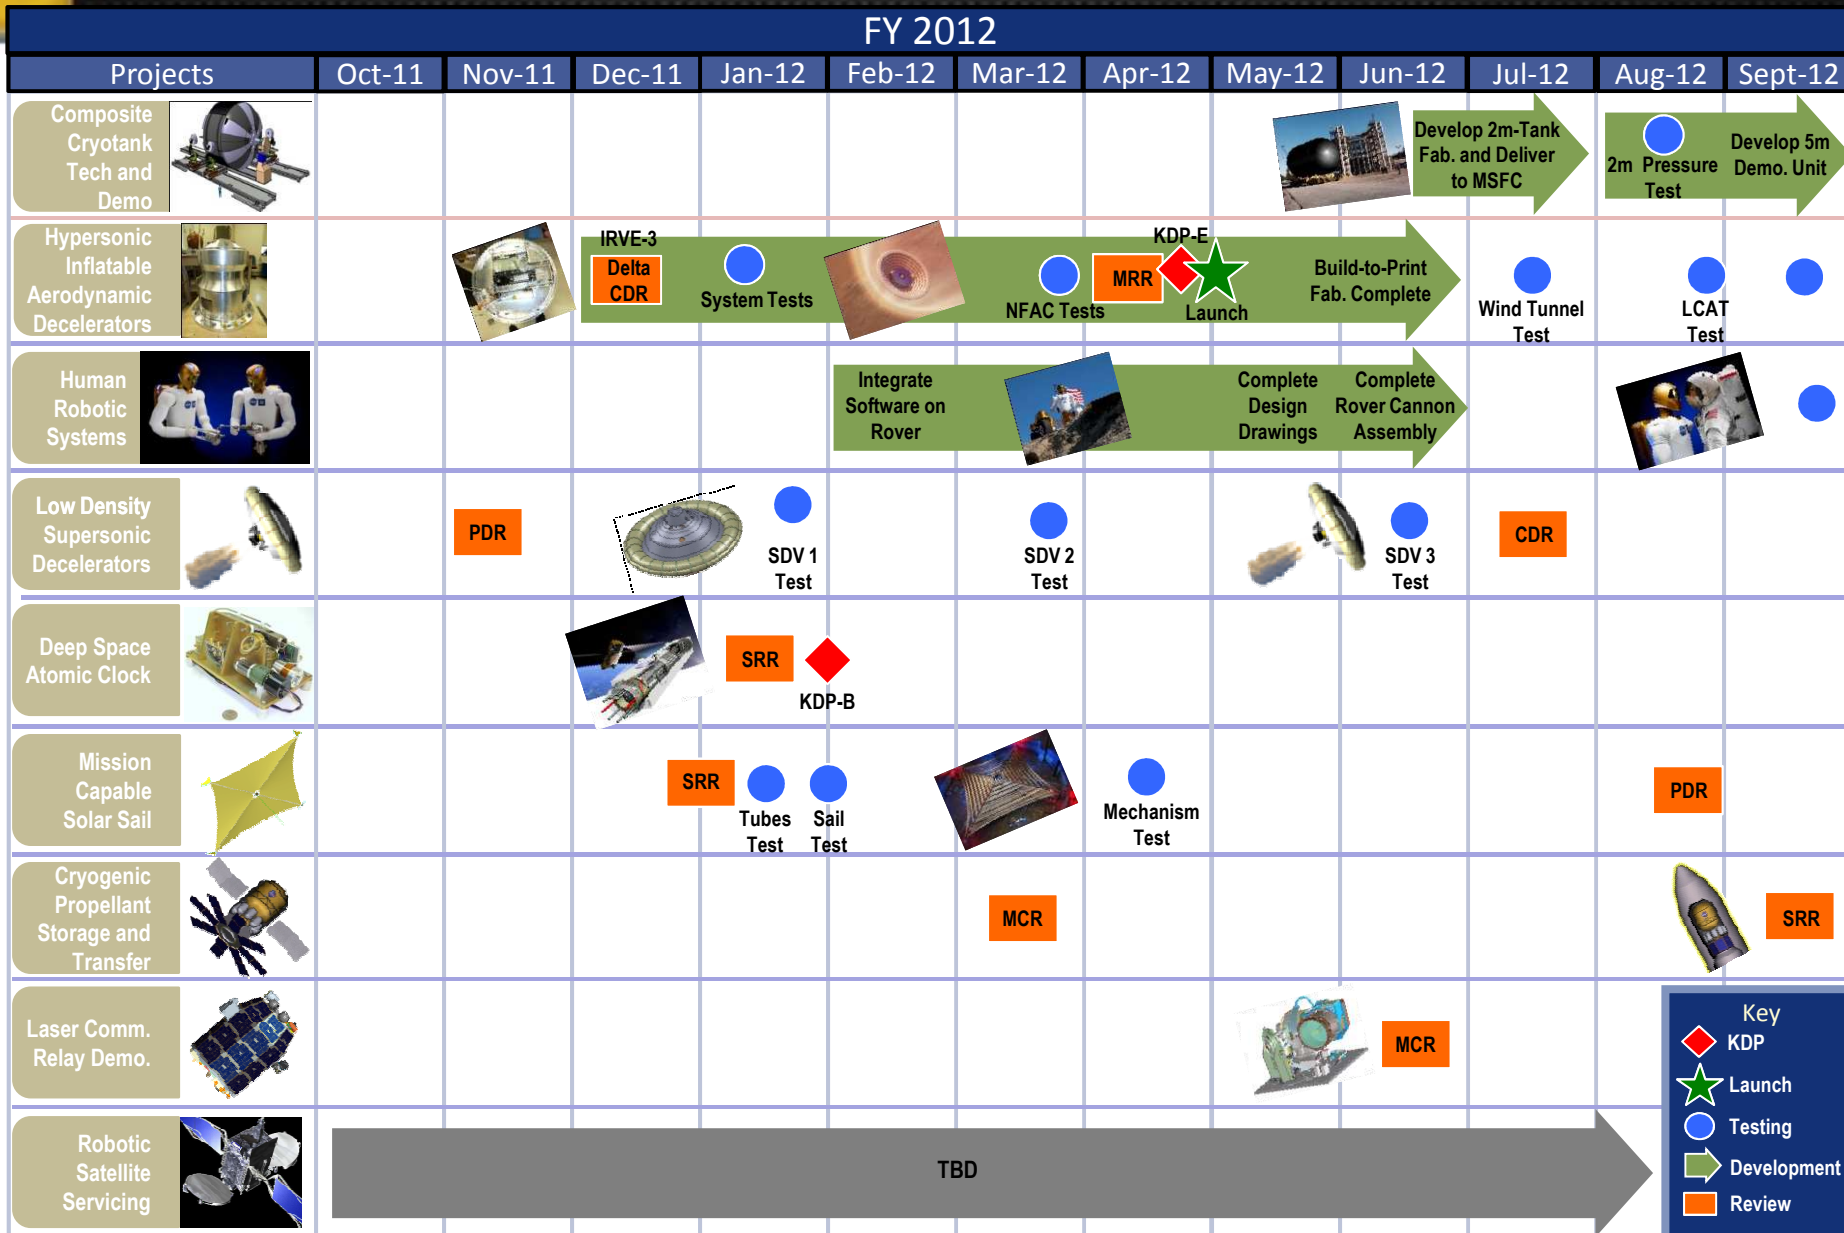 FY 2012
Projects
Oct-11
Nov-11
Dec-11
Jan-12
Feb-12
Mar-12
Apr-12
May-12
Jun-12
Jul-12
Aug-12
Sept-12
Composite
Cryotank
Tech and
Demo
Develop 2m-Tank
Fab. and Deliver
to MSFC
2m Pressure
Test
Develop 5m
Demo. Unit
Hypersonic
Inflatable
Aerodynamic
Decelerators
IRVE-3
Delta
CDR
System Tests
NFAC Tests
MRR
KDP-E
Launch
Build-to-Print
Fab. Complete
Wind Tunnel
Test
LCAT
Test
Human
Robotic
Systems
Integrate
Software on
Rover
Complete
Design
Drawings
Complete
Rover Cannon
Assembly
Low Density
Supersonic
Decelerators
PDR
SDV 1
Test
SDV 2
Test
SDV 3
Test
CDR
Deep Space
Atomic Clock
SRR
KDP-B
Mission
Capable
Solar Sail
SRR
Tubes
Test
Sail
Test
Mechanism
Test
PDR
Cryogenic
Propellant
Storage and
Transfer
MCR
SRR
Laser Comm.
Relay Demo.
MCR
Robotic
Satellite
Servicing
TBD
Key
KDP
Launch
Testing
Development
Review